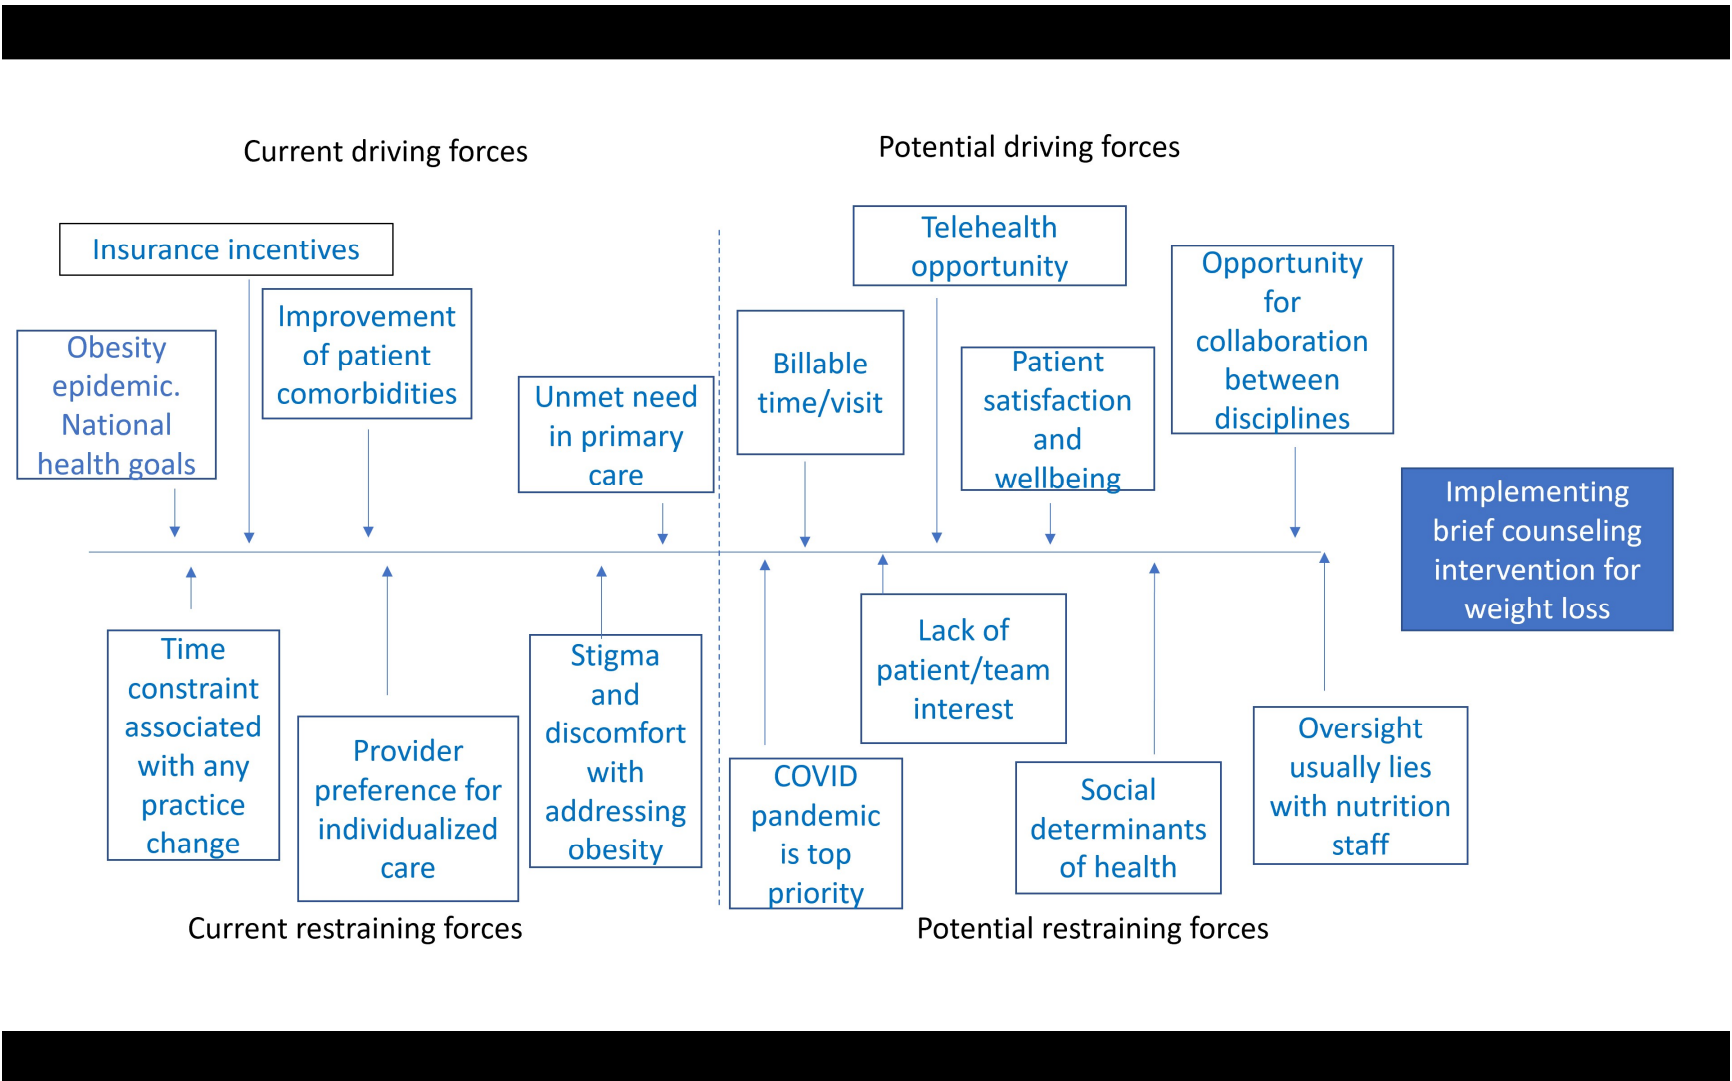 Current driving forces
Potential driving forces
Insurance incentives
Obesity
epidemic.
National
health goals
Improvement
of patient
comorbidities
Unmet need
in primary
care
Billable
time/visit
Telehealth
opportunity
Patient
satisfaction
and
wellbeing
Opportunity
for
collaboration
between
disciplines
Implementing
brief counseling
intervention for
weight loss
Time
constraint
associated
with any
practice
change
Provider
preference for
individualized
care
Stigma
and
discomfort
with
addressing
obesity
COVID
pandemic
is top
priority
Lack of
patient/team
interest
Social
determinants
of health
Oversight
usually lies
with nutrition
staff
Current restraining forces
Potential restraining forces